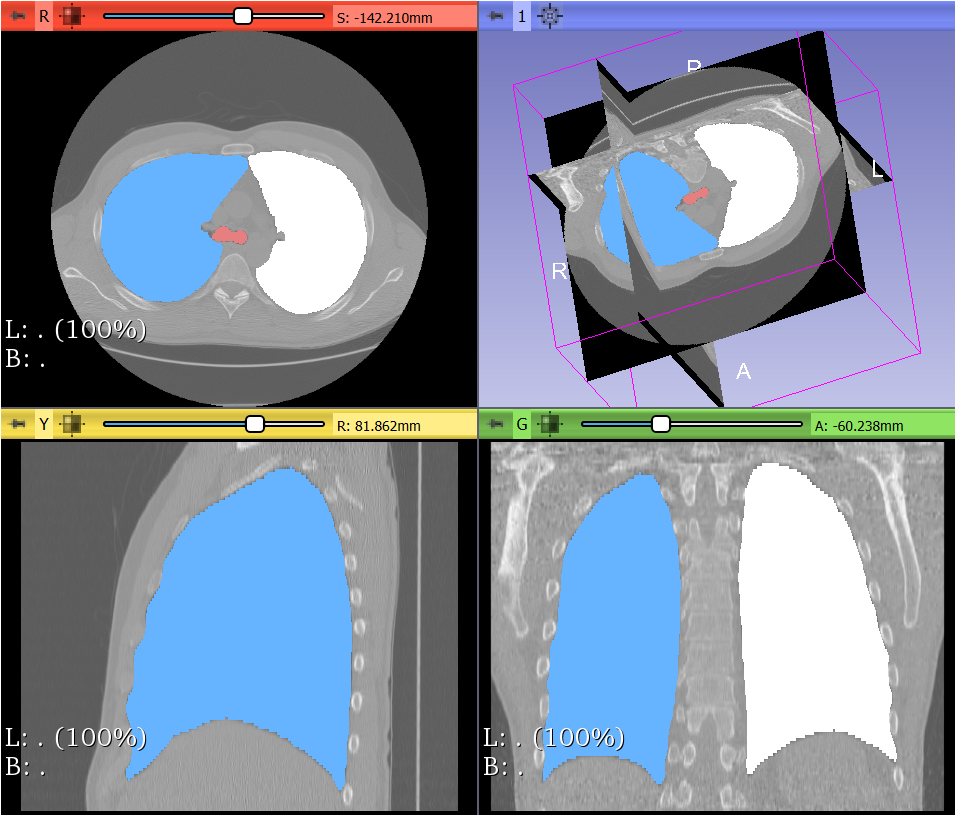 R S: -142.210mm
1
L: . (100%)
B: .
P
L
R
A
Y R: 81.862mm
G A: -60.238mm
L: . (100%)
B: .
L: . (100%)
B: .